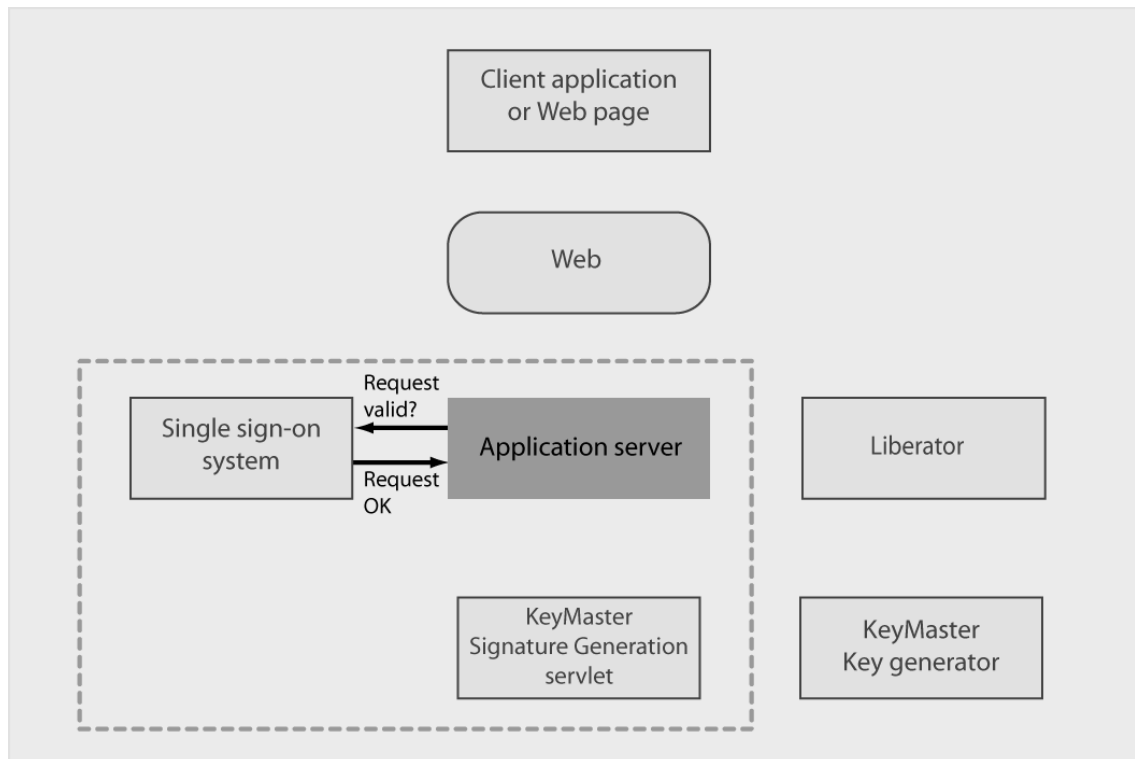 Client application
or Web page
Web
Request
valid?
Single sign-on
system
Application server
Liberator
Request
OK
KeyMaster
Signature Generation
servlet
KeyMaster
Key generator